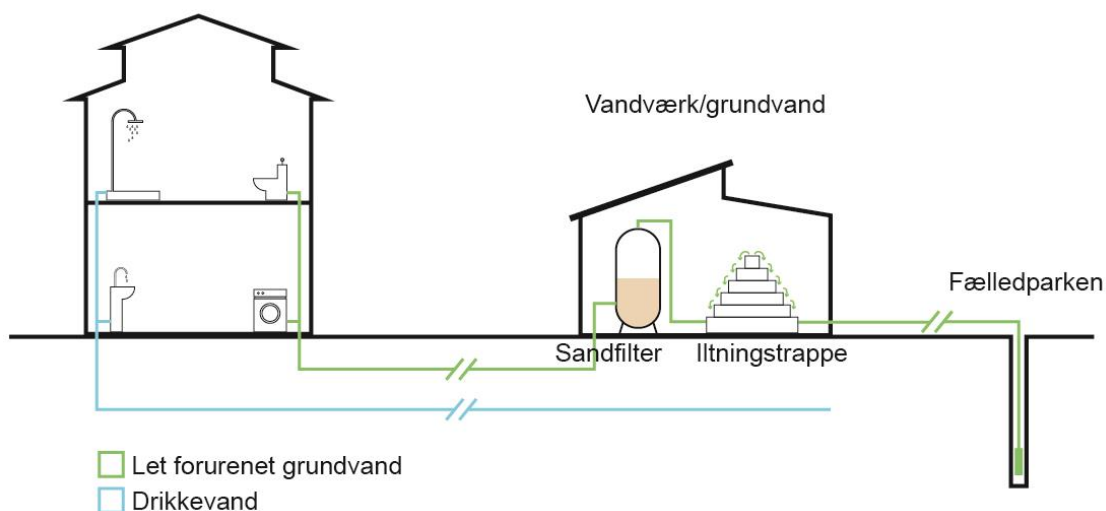 Vandværk/grundvand
Fælledparken
Sandfilter
Iltningstrappe
Let forurenet grundvand
Drikkevand